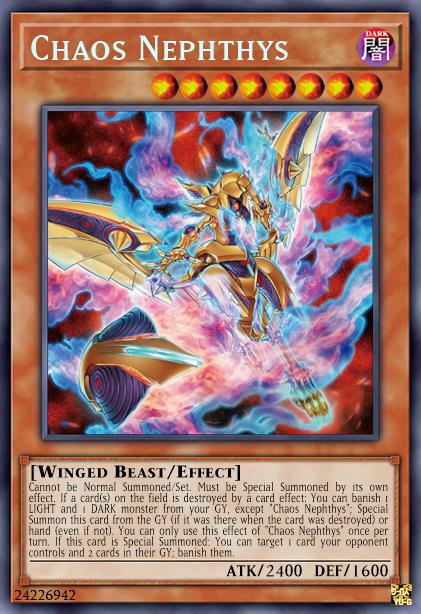 Chaos Nephthys
DARK
闇
[Winged Beast/Effect]
Cannot be Normal Summoned/Set. Must be Special Summoned by its own
effect. If a card(s) on the field is destroyed by a card effect: You can banish 1
LIGHT and 1 DARK monster from your GY, except "Chaos Nephthys"; Special
Summon this card from the GY (if it was there when the card was destroyed) or
hand (even if not). You can only use this effect of "Chaos Nephthys" once per
turn. If this card is Special Summoned: You can target 1 card your opponent
controls and 2 cards in their GY; banish them.
ATK/2400 DEF/1600
24226942